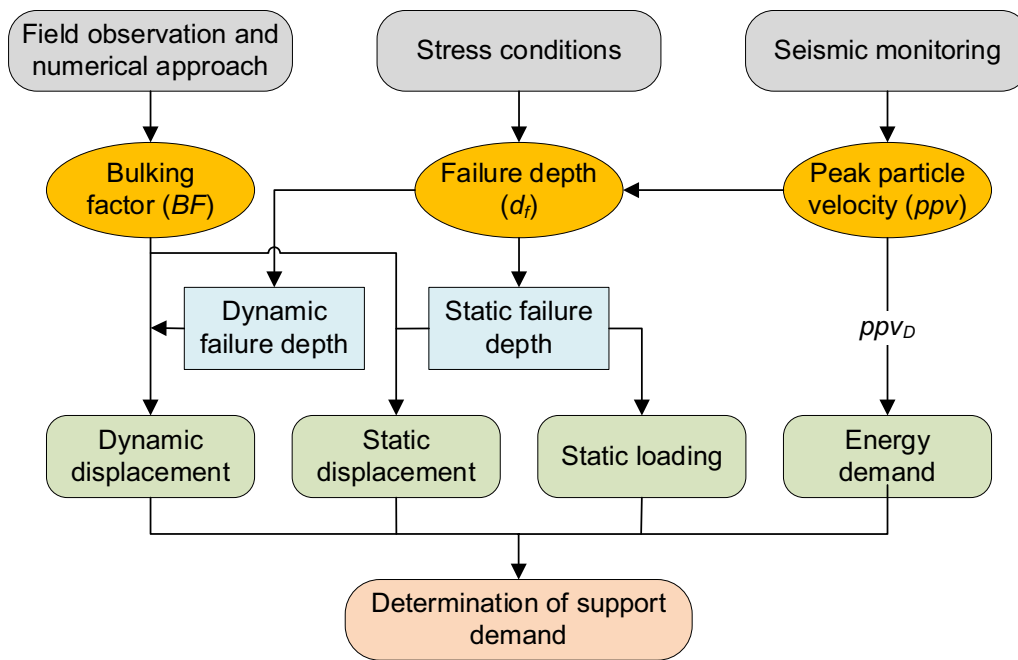 Field observation and
numerical approach
Stress conditions
Seismic monitoring
Bulking
factor (BF)
Failure depth
(df)
Peak particle
velocity (ppv)
Dynamic
failure depth
Static failure
depth
ppvD
Dynamic
displacement
Static
displacement
Static loading
Energy
demand
Determination of support
demand